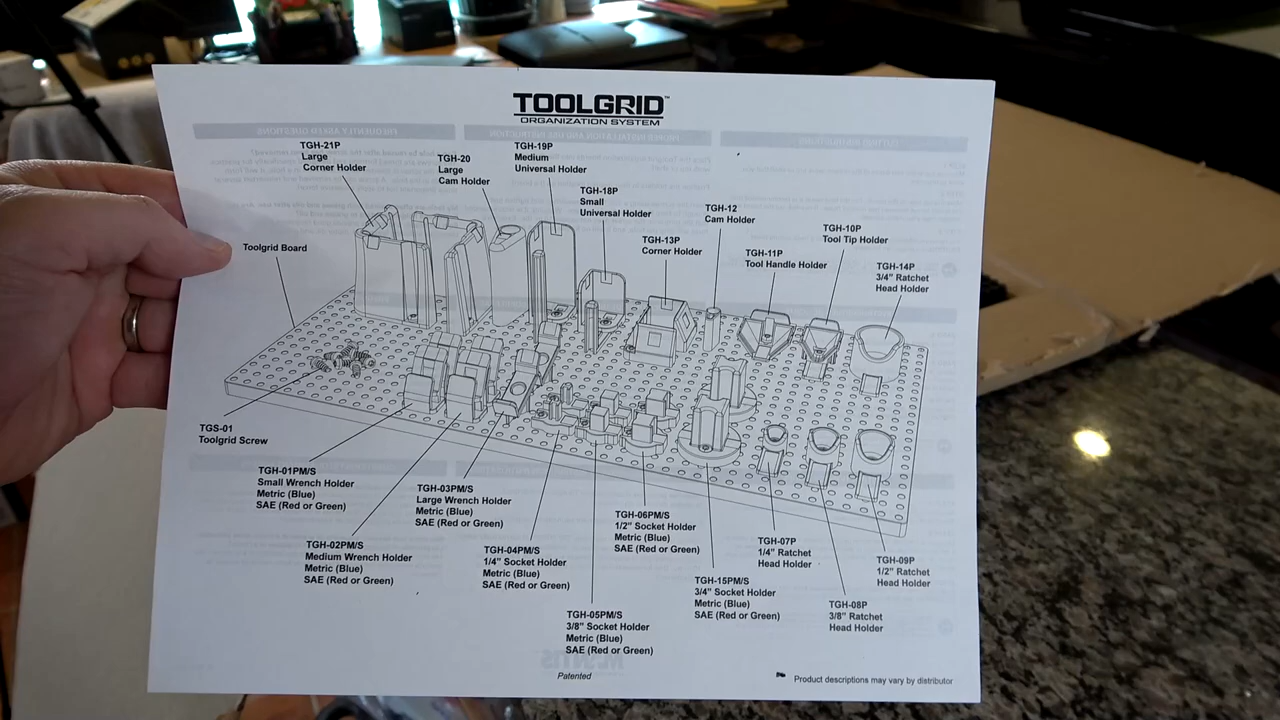 TOOLGRID™
ORGANIZATION SYSTEM
TGH-21P
Large
Corner Holder
TGH-20
Large
Cam Holder
TGH-19P
Medium
Universal Holder
TGH-18P
Small
Universal Holder
TGH-12
Cam Holder
TGH-13P
Corner Holder
TGH-10P
Tool Tip Holder
TGH-11P
Tool Handle Holder
TGH-14P
3/4" Ratchet
Head Holder
Toolgrid Board
TGS-01
Toolgrid Screw
TGH-01PM/S
Small Wrench Holder
Metric (Blue)
SAE (Red or Green)
TGH-02PM/S
Medium Wrench Holder
Metric (Blue)
SAE (Red or Green)
TGH-03PM/S
Large Wrench Holder
Metric (Blue)
SAE (Red or Green)
TGH-04PM/S
1/4" Socket Holder
Metric (Blue)
SAE (Red or Green)
TGH-05PM/S
3/8" Socket Holder
Metric (Blue)
SAE (Red or Green)
TGH-06PM/S
1/2" Socket Holder
Metric (Blue)
SAE (Red or Green)
TGH-15PM/S
3/4" Socket Holder
Metric (Blue)
SAE (Red or Green)
TGH-07P
1/4" Ratchet
Head Holder
TGH-08P
3/8" Ratchet
Head Holder
TGH-09P
1/2" Ratchet
Head Holder
Patented
Product descriptions may vary by distributor